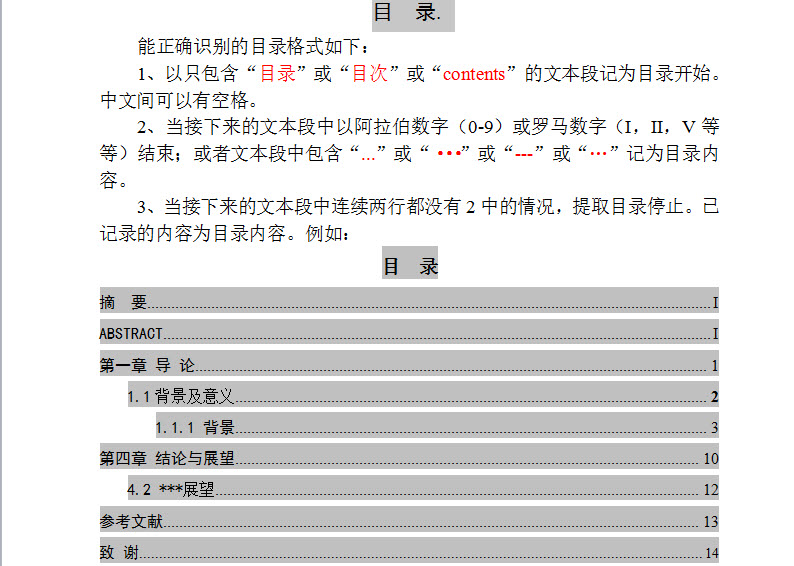 目　录.
能正确识别的目录格式如下：
1、以只包含“目录”或“目次”或“contents”的文本段记为目录开始。
中文间可以有空格。
2、当接下来的文本段中以阿拉伯数字（0-9）或罗马数字（I，II，V 等
等）结束；或者文本段中包含“...”或“ •••”或“---”或“···”记为目录内
容。
3、当接下来的文本段中连续两行都没有 2 中的情况，提取目录停止。已
记录的内容为目录内容。例如：
目　录
摘　要........................................I
ABSTRACT........................................I
第一章 导 论........................................ 1
1.1背景及意义........................................ 2
1.1.1 背景........................................ 3
第四章 结论与展望........................................ 10
4.2 ***展望........................................ 12
参考文献........................................ 13
致 谢........................................ 14